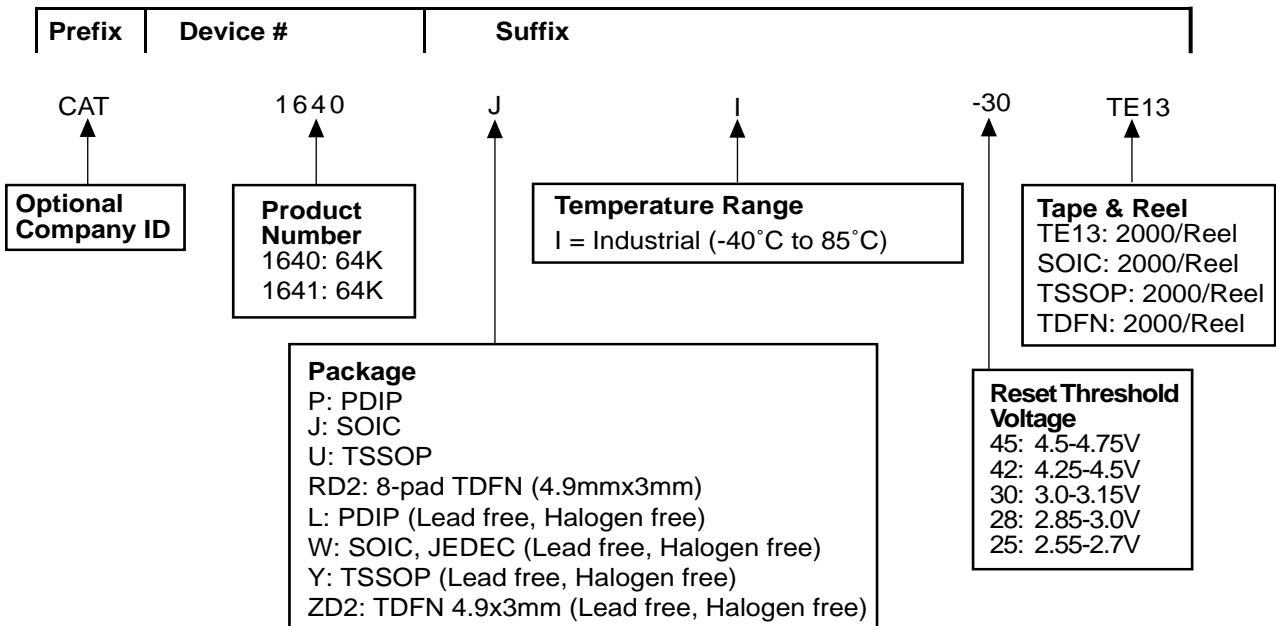 Prefix Device # Suffix
CAT 1640 J I -30 TE13
Optional
Company ID
Product
Number
1640: 64K
1641: 64K
Temperature Range
I = Industrial (-40˚C to 85˚C)
Tape & Reel
TE13: 2000/Reel
SOIC: 2000/Reel
TSSOP: 2000/Reel
TDFN: 2000/Reel
Package
P: PDIP
J: SOIC
U: TSSOP
RD2: 8-pad TDFN (4.9mmx3mm)
L: PDIP (Lead free, Halogen free)
W: SOIC, JEDEC (Lead free, Halogen free)
Y: TSSOP (Lead free, Halogen free)
ZD2: TDFN 4.9x3mm (Lead free, Halogen free)
Reset Threshold
Voltage
45: 4.5-4.75V
42: 4.25-4.5V
30: 3.0-3.15V
28: 2.85-3.0V
25: 2.55-2.7V